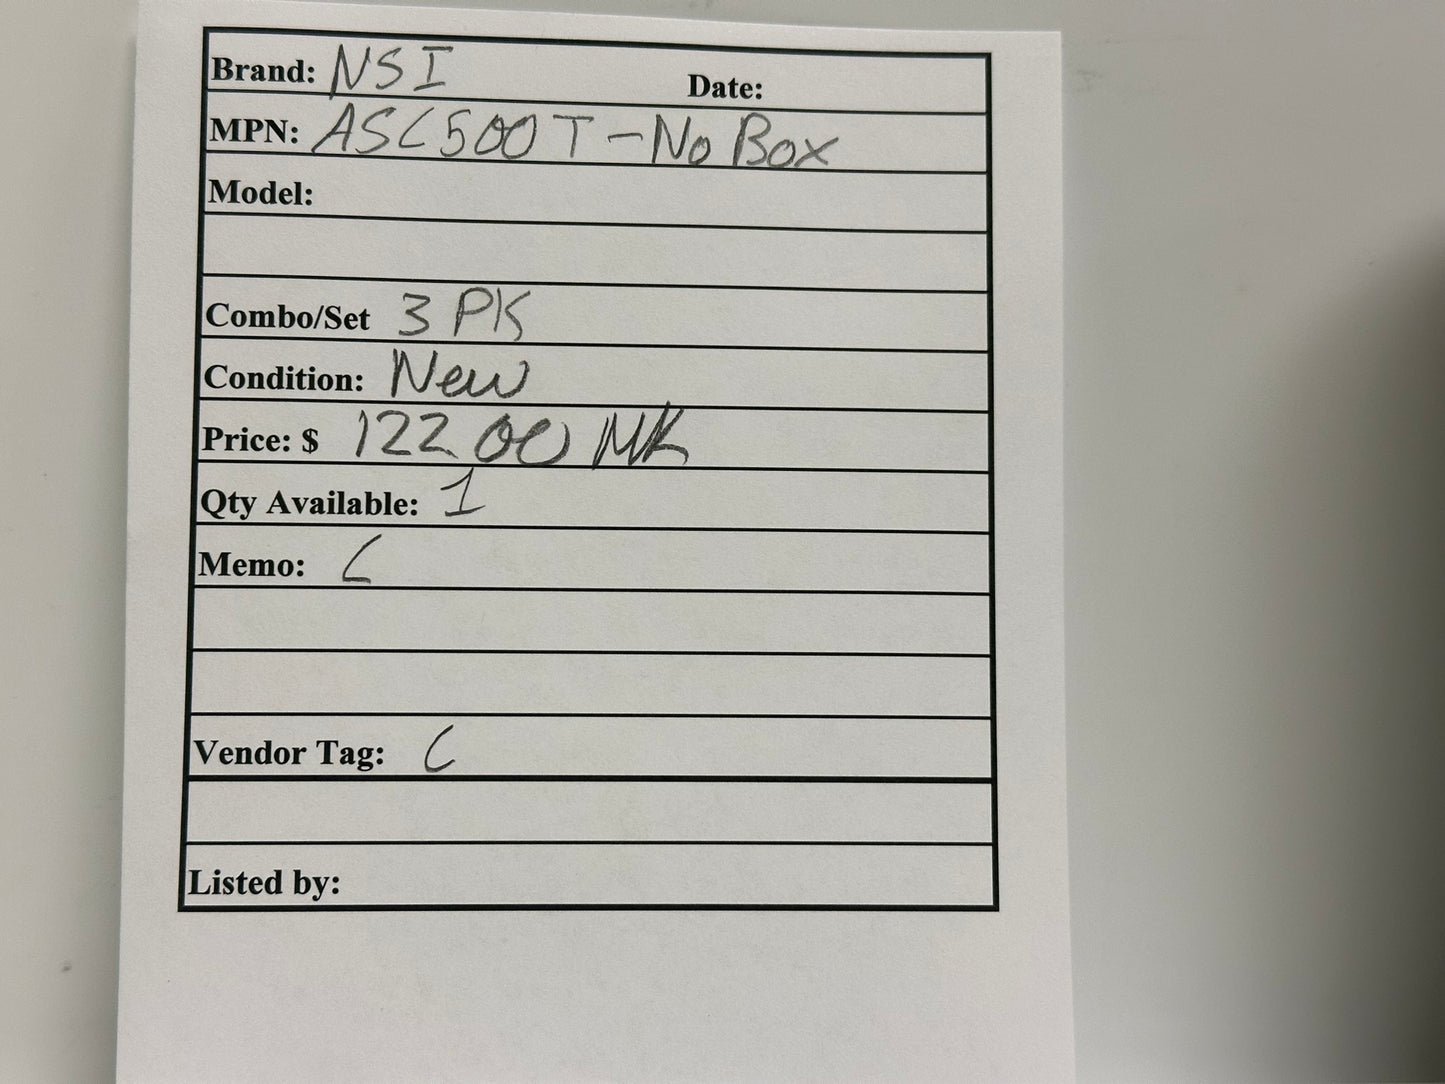 Brand: NSI Date:
MPN: ASC500T - No Box
Model:
Combo/Set 3 PK
Condition: New
Price: $ 122.00 MK
Qty Available: 1
Memo: C
Vendor Tag: C
Listed by: